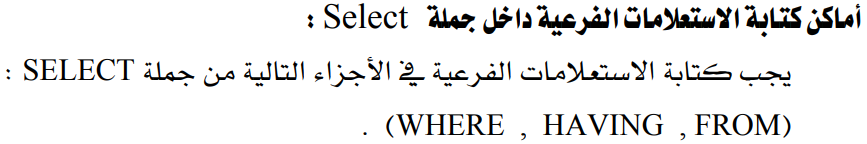 أماكن كتابة الاستعلامات الفرعية داخل جملة Select :
يجب كتابة الاستعلامات الفرعية في الأجزاء التالية من جملة SELECT :
(WHERE , HAVING , FROM) .